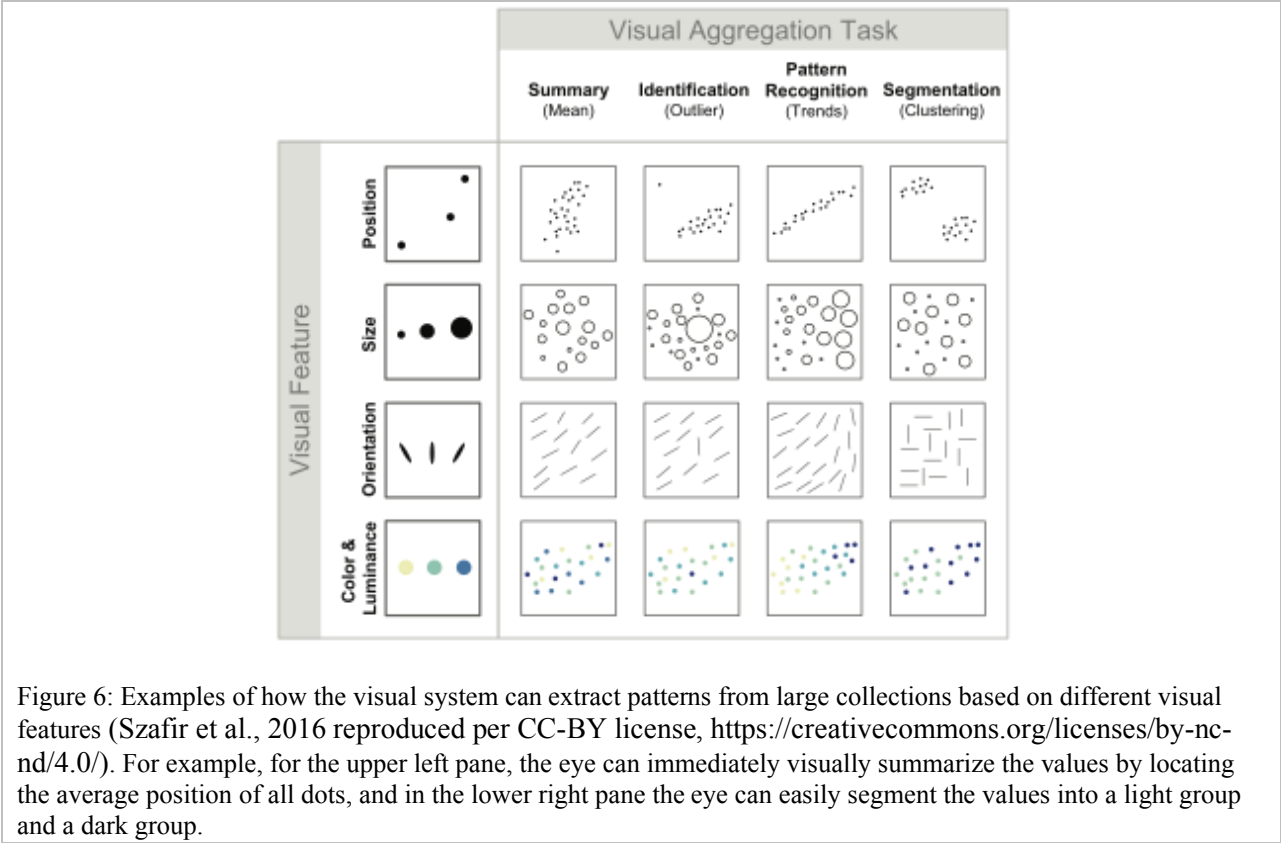 Visual Aggregation Task
Summary
(Mean)
Identification
(Outlier)
Pattern
Recognition
(Trends)
Segmentation
(Clustering)
Visual Feature
Position
Size
Orientation
Color &
Luminance
Figure 6: Examples of how the visual system can extract patterns from large collections based on different visual
features (Szafir et al., 2016 reproduced per CC-BY license, https://creativecommons.org/licenses/by-nc-
nd/4.0/). For example, for the upper left pane, the eye can immediately visually summarize the values by locating
the average position of all dots, and in the lower right pane the eye can easily segment the values into a light group
and a dark group.